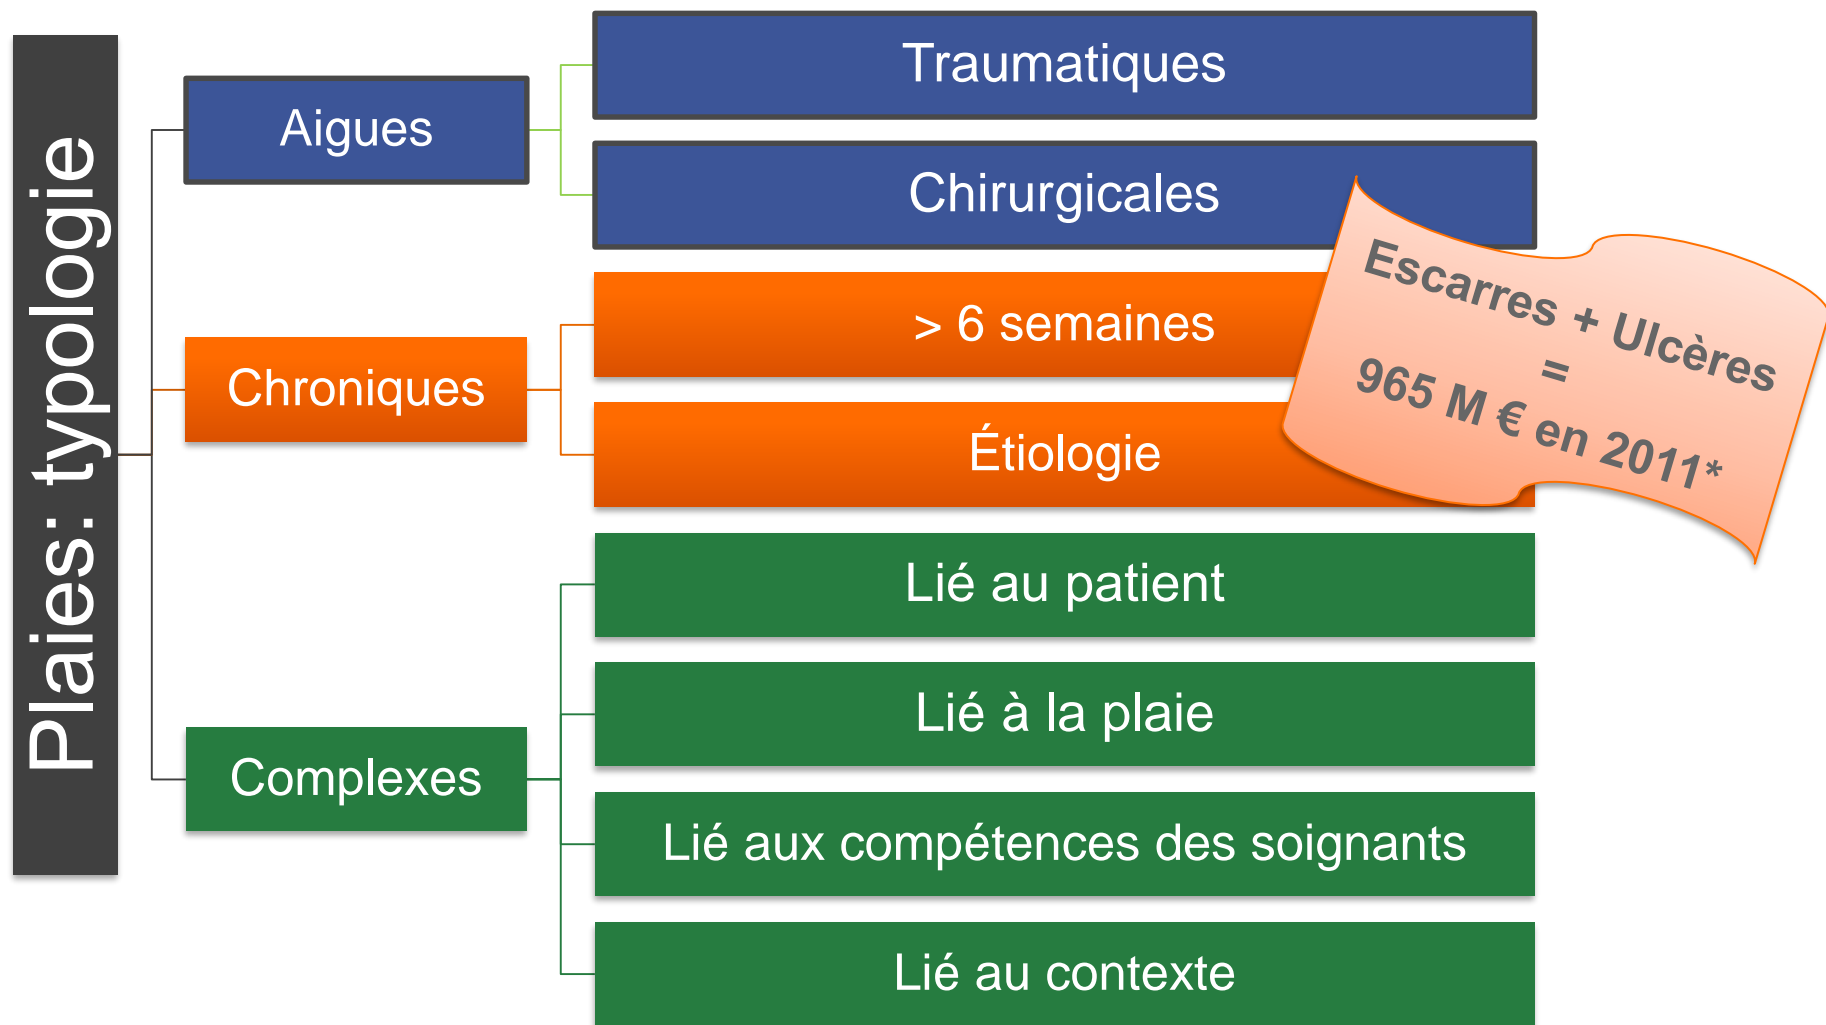 Plaies: typologie
Aigues
Traumatiques
Chirurgicales
Chroniques
> 6 semaines
Étiologie
Escarres + Ulcères
=
965 M € en 2011*
Complexes
Lié au patient
Lié à la plaie
Lié aux compétences des soignants
Lié au contexte